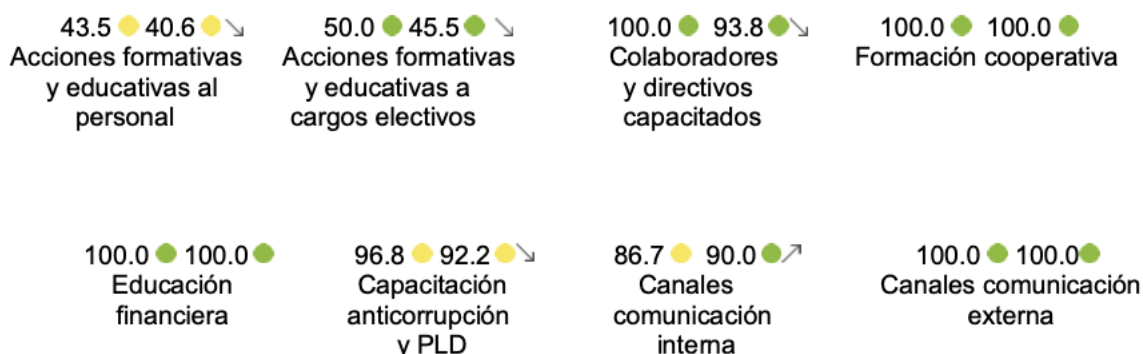 43.5 40.6
Acciones formativas
y educativas al
personal
50.0 45.5
Acciones formativas
y educativas a
cargos electivos
100.0 93.8
Colaboradores
y directivos
capacitados
100.0 100.0
Formación cooperativa
100.0 100.0
Educación
financiera
96.8 92.2
Capacitación
anticorrupción
y PLD
86.7 90.0
Canales
comunicación
interna
100.0 100.0
Canales comunicación
externa